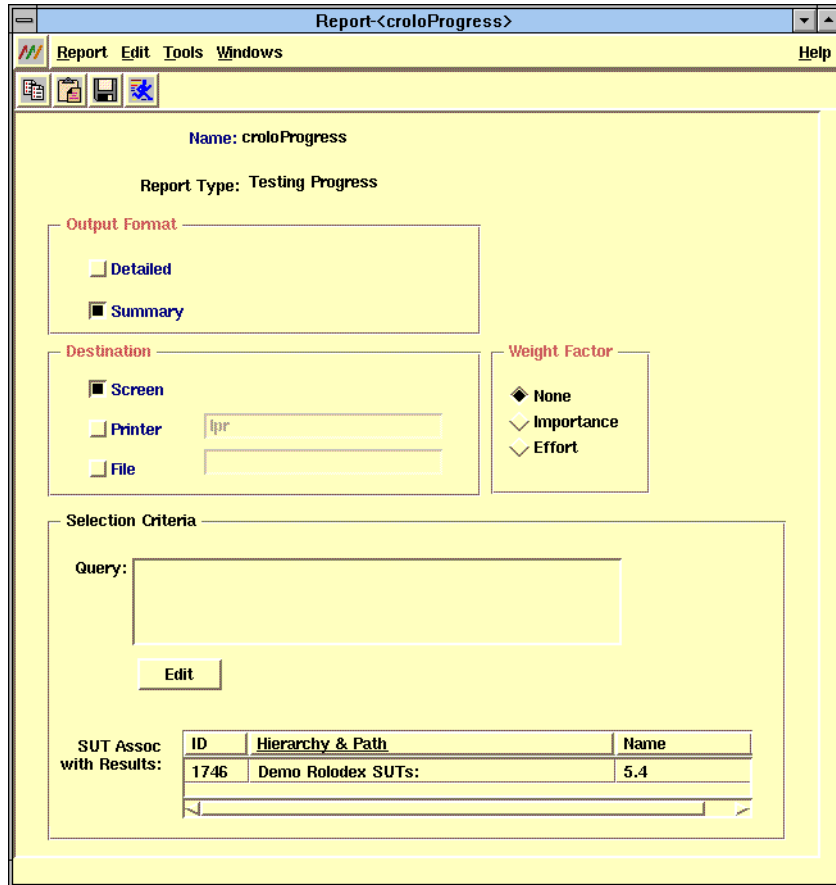 Report-<croloProgress>
Report Edit Tools Windows Help
Name: croloProgress
Report Type: Testing Progress
Output Format
Detailed
Summary
Destination
Weight Factor
Screen
None
Printer lpr
Importance
File
Effort
Selection Criteria
Query:
Edit
SUT Assoc
with Results:
ID Hierarchy & Path Name
1746 Demo Rolodex SUTs: 5.4